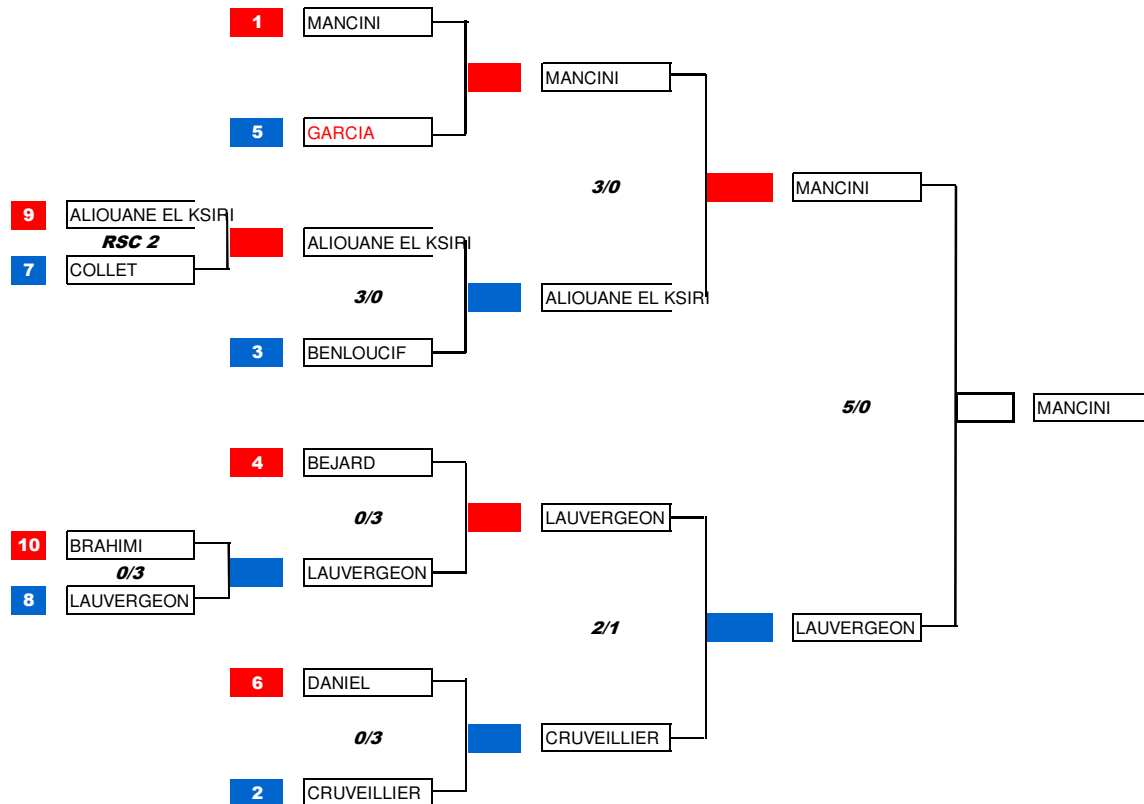 1 MANCINI
MANCINI
5 GARCIA
3/0
MANCINI
9 ALIOUANE EL KSIRI
RSC 2
ALIOUANE EL KSIRI
7 COLLET
3/0
ALIOUANE EL KSIRI
3 BENLOUCIF
5/0
MANCINI
4 BEJARD
0/3
LAUVERGEON
10 BRAHIMI
0/3
LAUVERGEON
8 LAUVERGEON
2/1
LAUVERGEON
6 DANIEL
0/3
CRUVEILLIER
2 CRUVEILLIER